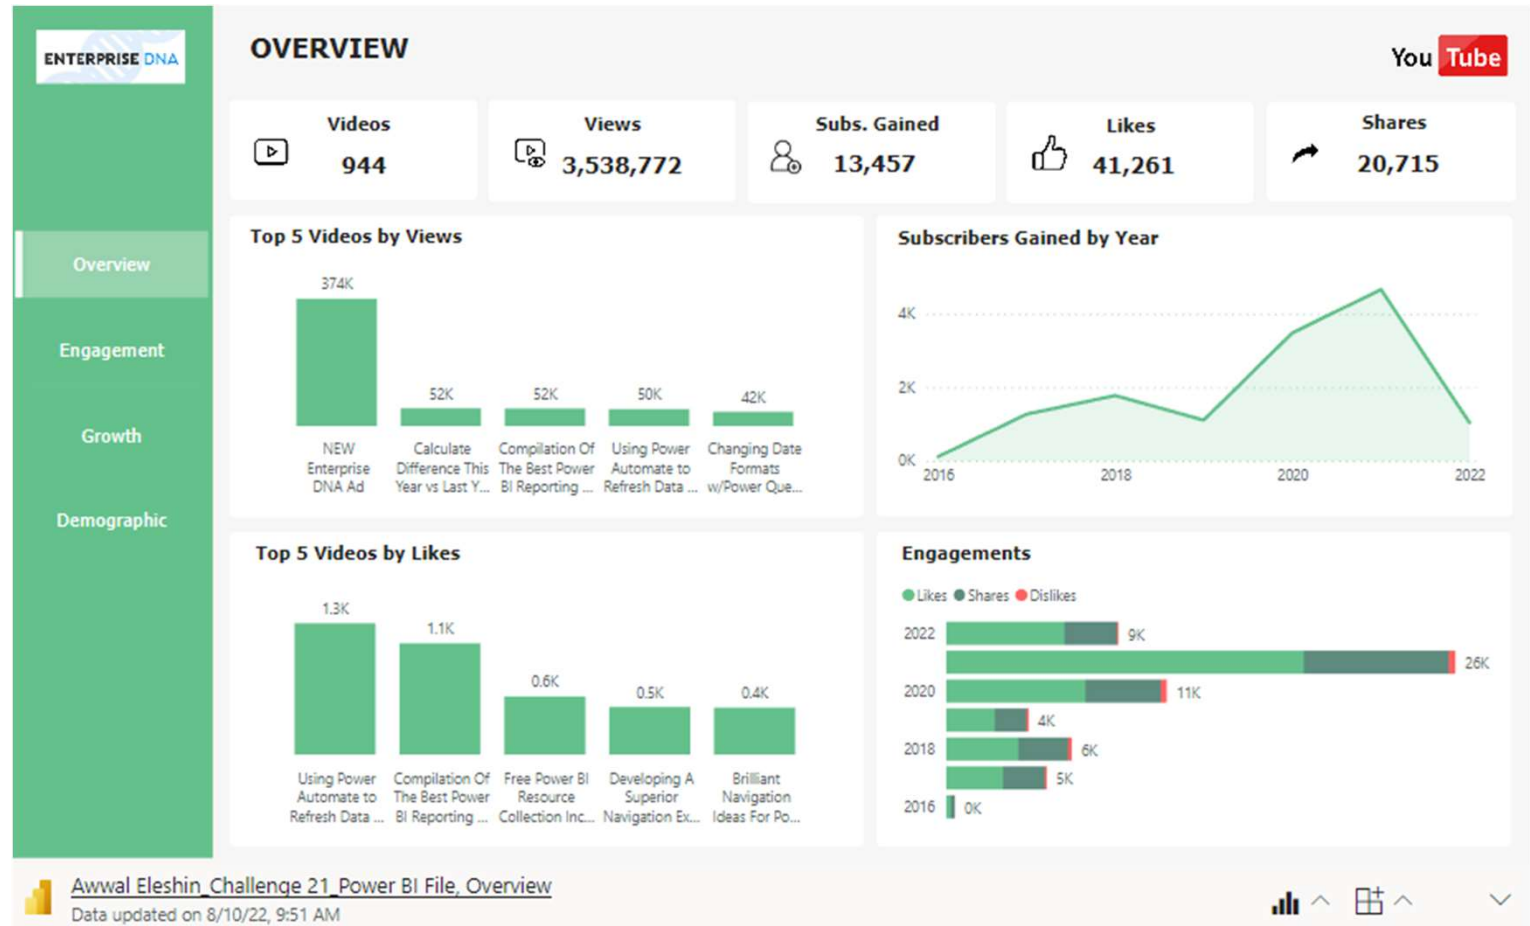 ENTERPRISE DNA
OVERVIEW
You Tube
Videos
944
Views
3,538,772
Subs. Gained
13,457
Likes
41,261
Shares
20,715
Overview
Engagement
Growth
Demographic
Top 5 Videos by Views
374K
52K
52K
50K
42K
NEW
Enterprise
DNA Ad
Calculate
Difference This
Year vs Last Y...
Compilation Of
The Best Power
BI Reporting ...
Using Power
Automate to
Refresh Data ...
Changing Date
Formats
w/Power Que...
Subscribers Gained by Year
4K
2K
0K
2016
2018
2020
2022
Top 5 Videos by Likes
1.3K
1.1K
0.6K
0.5K
0.4K
Using Power
Automate to
Refresh Data ...
Compilation Of
The Best Power
BI Reporting ...
Free Power BI
Resource
Collection Inc...
Developing A
Superior
Navigation Ex...
Brilliant
Navigation
Ideas For Po...
Engagements
Likes Shares Dislikes
2022 9K
26K
2020 11K
4K
2018 6K
5K
2016 0K
Awwal Eleshin_Challenge 21_Power BI File, Overview
Data updated on 8/10/22, 9:51 AM